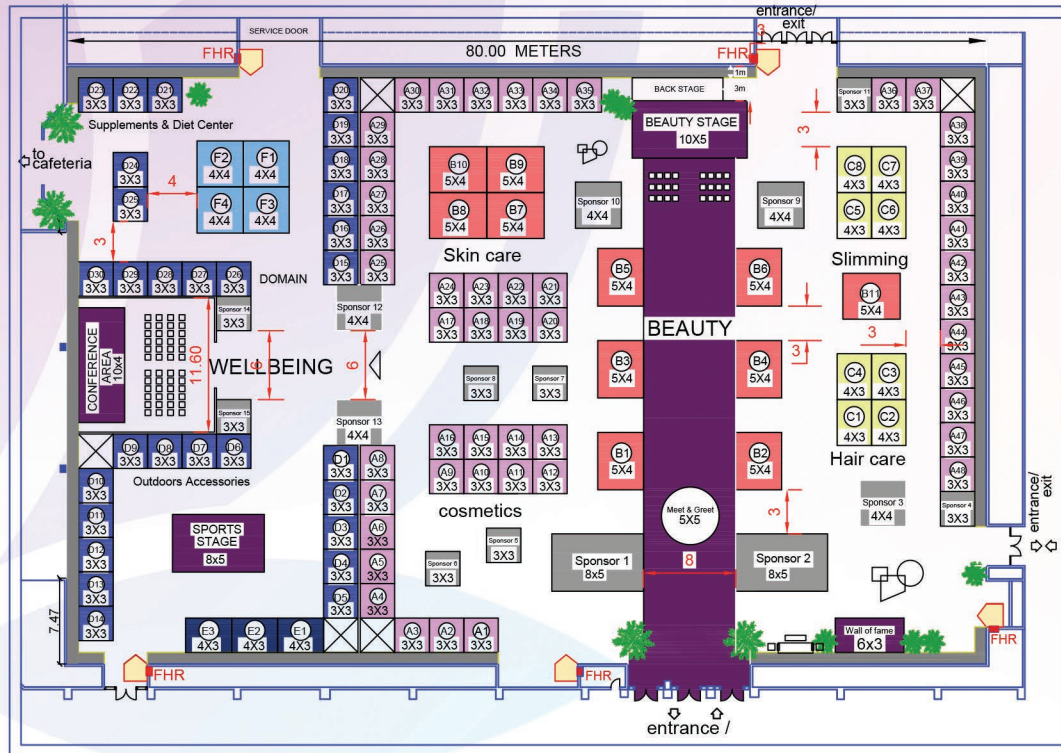 entrance/
exit
SERVICE DOOR
FHR
80.00 METERS
3
FHR
1m
3m
D23
3X3
D22
3X3
D21
3X3
Supplements & Diet Center
to
cafeteria
D24
3X3
D25
3X3
4
3
F2
4X4
F1
4X4
F4
4X4
F3
4X4
D20
3X3
D19
3X3
D18
3X3
D17
3X3
D16
3X3
D15
3X3
A29
3X3
A28
3X3
A27
3X3
A26
3X3
A25
3X3
A30
3X3
A31
3X3
A32
3X3
A33
3X3
A34
3X3
A35
3X3
BACK STAGE
BEAUTY STAGE
10X5
Sponsor 11
3X3
A36
3X3
A37
3X3
3
B10
5X4
B9
5X4
B8
5X4
B7
5X4
Skin care
Sponsor 10
4X4
Sponsor 9
4X4
C8
4X3
C7
4X3
C5
4X3
C6
4X3
Slimming
A38
3X3
A39
3X3
A40
3X3
A41
3X3
A42
3X3
A43
3X3
A44
3X3
A45
3X3
A46
3X3
A47
3X3
A48
3X3
Sponsor 4
3X3
D30
3X3
D29
3X3
D28
3X3
D27
3X3
D26
3X3
DOMAIN
Sponsor 14
3X3
CONFERENCE
AREA
10x4
11.60
WELLBEING
6
6
Sponsor 12
4X4
Sponsor 13
4X4
Sponsor 15
3X3
A24
3X3
A23
3X3
A22
3X3
A21
3X3
A17
3X3
A18
3X3
A19
3X3
A20
3X3
Sponsor 8
3X3
Sponsor 7
3X3
B5
5X4
B6
5X4
BEAUTY
B3
5X4
B4
5X4
3
B11
5X4
3
B1
5X4
B2
5X4
C4
4X3
C3
4X3
C1
4X3
C2
4X3
Hair care
D9
3X3
D8
3X3
D7
3X3
D6
3X3
Outdoors Accessories
D10
3X3
D11
3X3
D12
3X3
D13
3X3
D14
3X3
SPORTS
STAGE
8x5
D1
3X3
D2
3X3
D3
3X3
D4
3X3
D5
3X3
A8
3X3
A7
3X3
A6
3X3
A5
3X3
A4
3X3
A16
3X3
A15
3X3
A14
3X3
A13
3X3
A9
3X3
A10
3X3
A11
3X3
A12
3X3
cosmetics
Sponsor 5
3X3
Sponsor 6
3X3
Meet & Greet
5X5
3
Sponsor 1
8x5
8
Sponsor 2
8x5
Sponsor 3
4X4
entrance/
exit
7.47
E3
4X3
E2
4X3
E1
3X3
A3
3X3
A2
3X3
A1
3X3
Wall of fame
6x3
FHR
FHR
FHR
entrance /